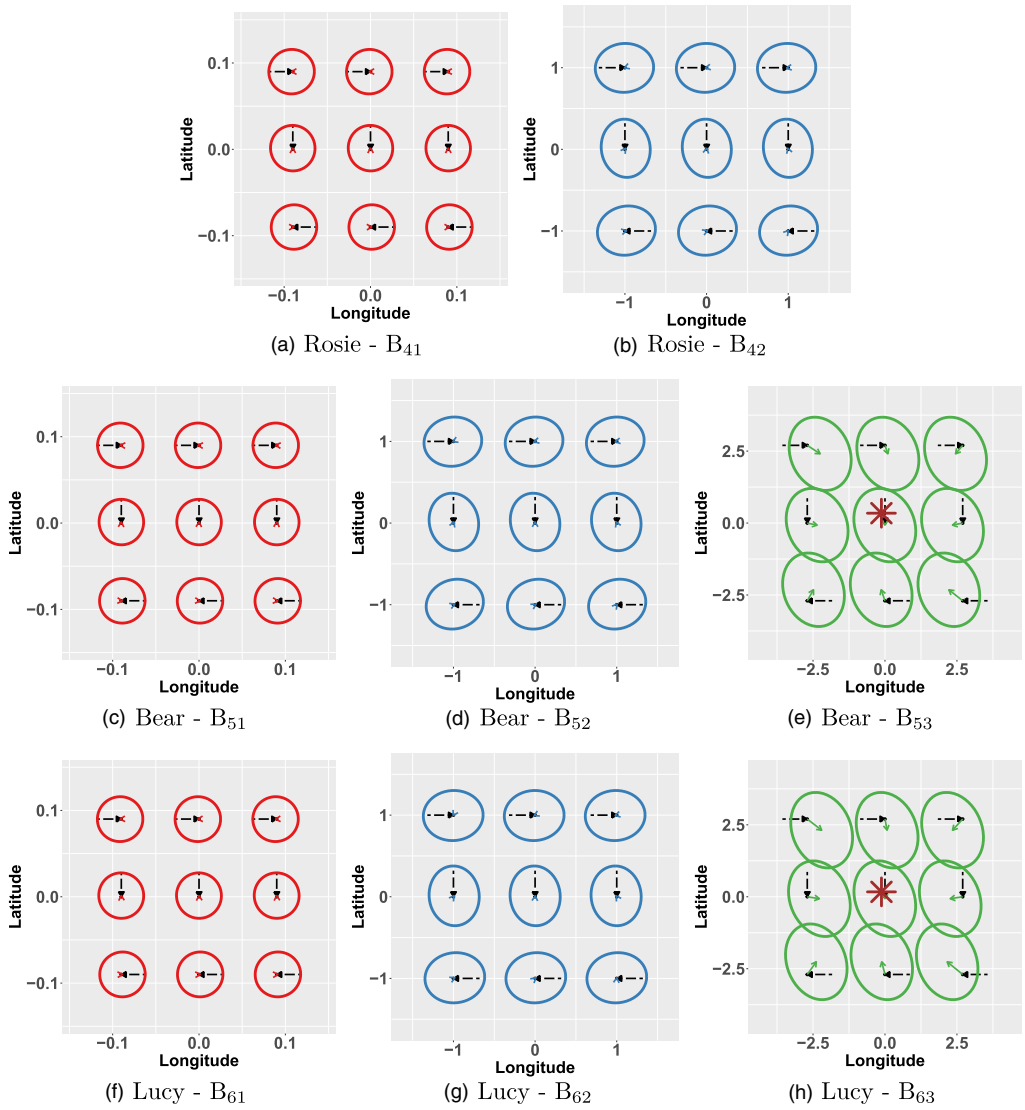 Latitude
0.1
0.0
−0.1
−0.1 0.0 0.1
Longitude
(a) Rosie - B41
Latitude
1
0
−1
−1 0 1
Longitude
(b) Rosie - B42
Latitude
0.1
0.0
−0.1
−0.1 0.0 0.1
Longitude
(c) Bear - B51
Latitude
1
0
−1
−1 0 1
Longitude
(d) Bear - B52
Latitude
2.5
0.0
−2.5
−2.5 0.0 2.5
Longitude
(e) Bear - B53
Latitude
0.1
0.0
−0.1
−0.1 0.0 0.1
Longitude
(f) Lucy - B61
Latitude
1
0
−1
−1 0 1
Longitude
(g) Lucy - B62
Latitude
2.5
0.0
−2.5
−2.5 0.0 2.5
Longitude
(h) Lucy - B63